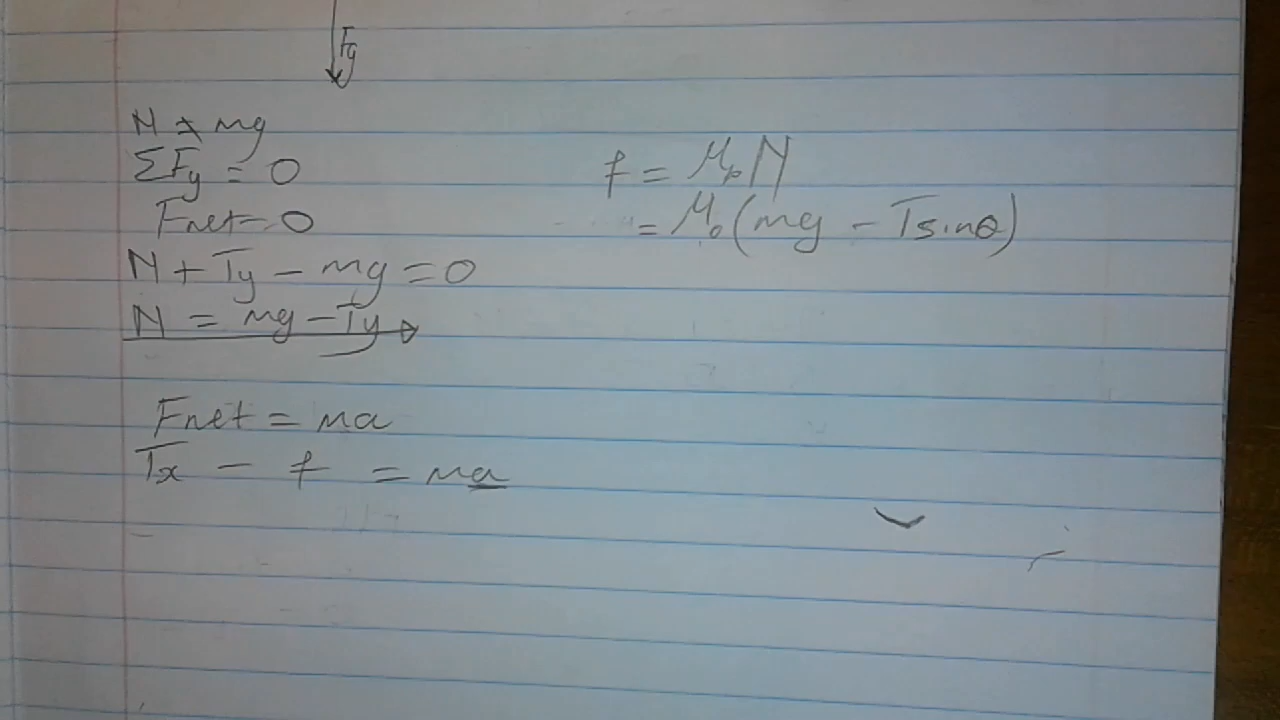 Fg
N ≠ mg
ΣFy = 0
Fnet = 0
N + Ty - mg = 0
N = mg - Ty
Fnet = ma
Tx - f = ma
f = μ₀N
= μ₀(mg - Tsinθ)